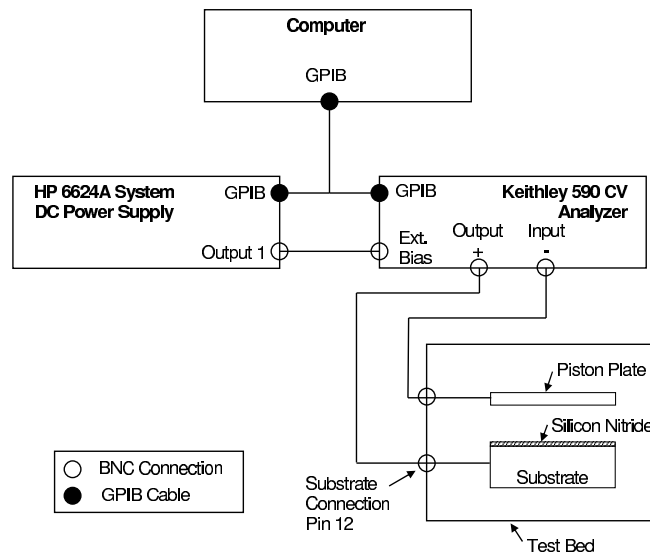 Computer
GPIB
HP 6624A System
DC Power Supply
GPIB
Output 1
GPIB
Ext.
Bias
Keithley 590 CV
Analyzer
Output
+
Input
-
Piston Plate
Silicon Nitride
Substrate
Substrate
Connection
Pin 12
Test Bed
BNC Connection
GPIB Cable